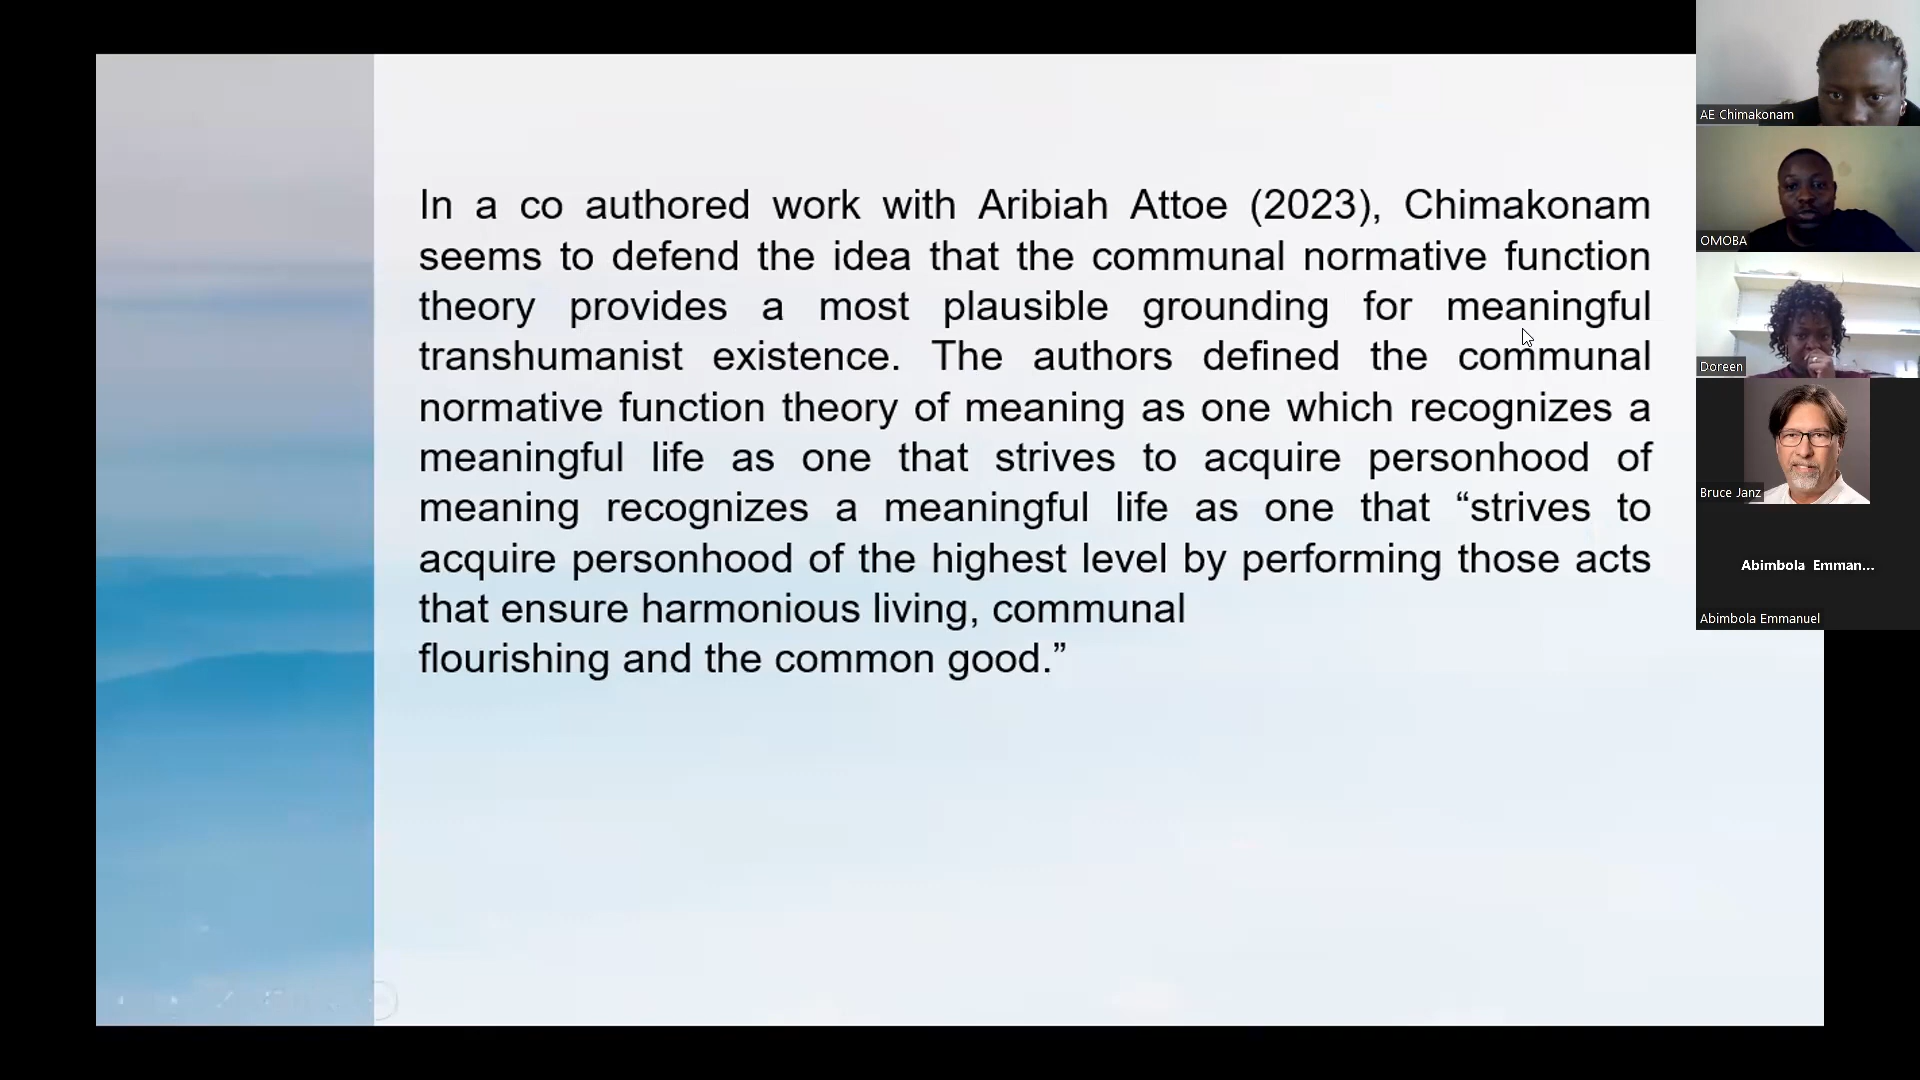 In a co authored work with Aribiah Attoe (2023), Chimakonam
seems to defend the idea that the communal normative function
theory provides a most plausible grounding for meaningful
transhumanist existence. The authors defined the communal
normative function theory of meaning as one which recognizes a
meaningful life as one that strives to acquire personhood of
meaning recognizes a meaningful life as one that “strives to
acquire personhood of the highest level by performing those acts
that ensure harmonious living, communal
flourishing and the common good.”
AE Chimakonam
OMOBA
Doreen
Bruce Janz
Abimbola Emman...
Abimbola Emmanuel